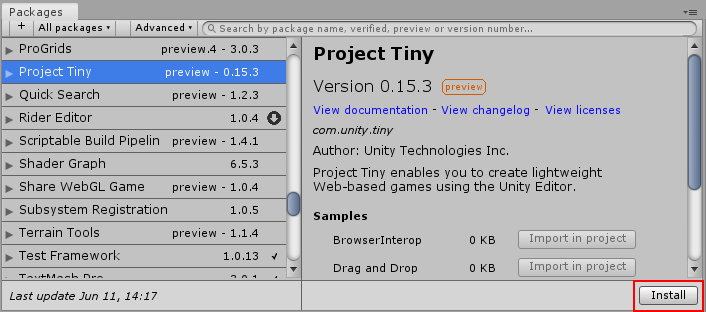 Packages
+ All packages Advanced Search by package name, verified, preview or version number...
ProGrids preview.4 - 3.0.3
Project Tiny preview - 0.15.3
Quick Search preview - 1.2.3
Rider Editor 1.0.4
Scriptable Build Pipelin preview - 1.4.1
Shader Graph 6.5.3
Share WebGL Game preview - 1.0.4
Subsystem Registration 1.0.5
Terrain Tools preview - 1.1.4
Test Framework 1.0.13
TextMesh Pro 2.0.1
Last update Jun 11, 14:17
Project Tiny
Version 0.15.3 preview
View documentation - View changelog - View licenses
com.unity.tiny
Author: Unity Technologies Inc.
Project Tiny enables you to create lightweight
Web-based games using the Unity Editor.
Samples
BrowserInterop 0 KB Import in project
Drag and Drop 0 KB Import in project
Install